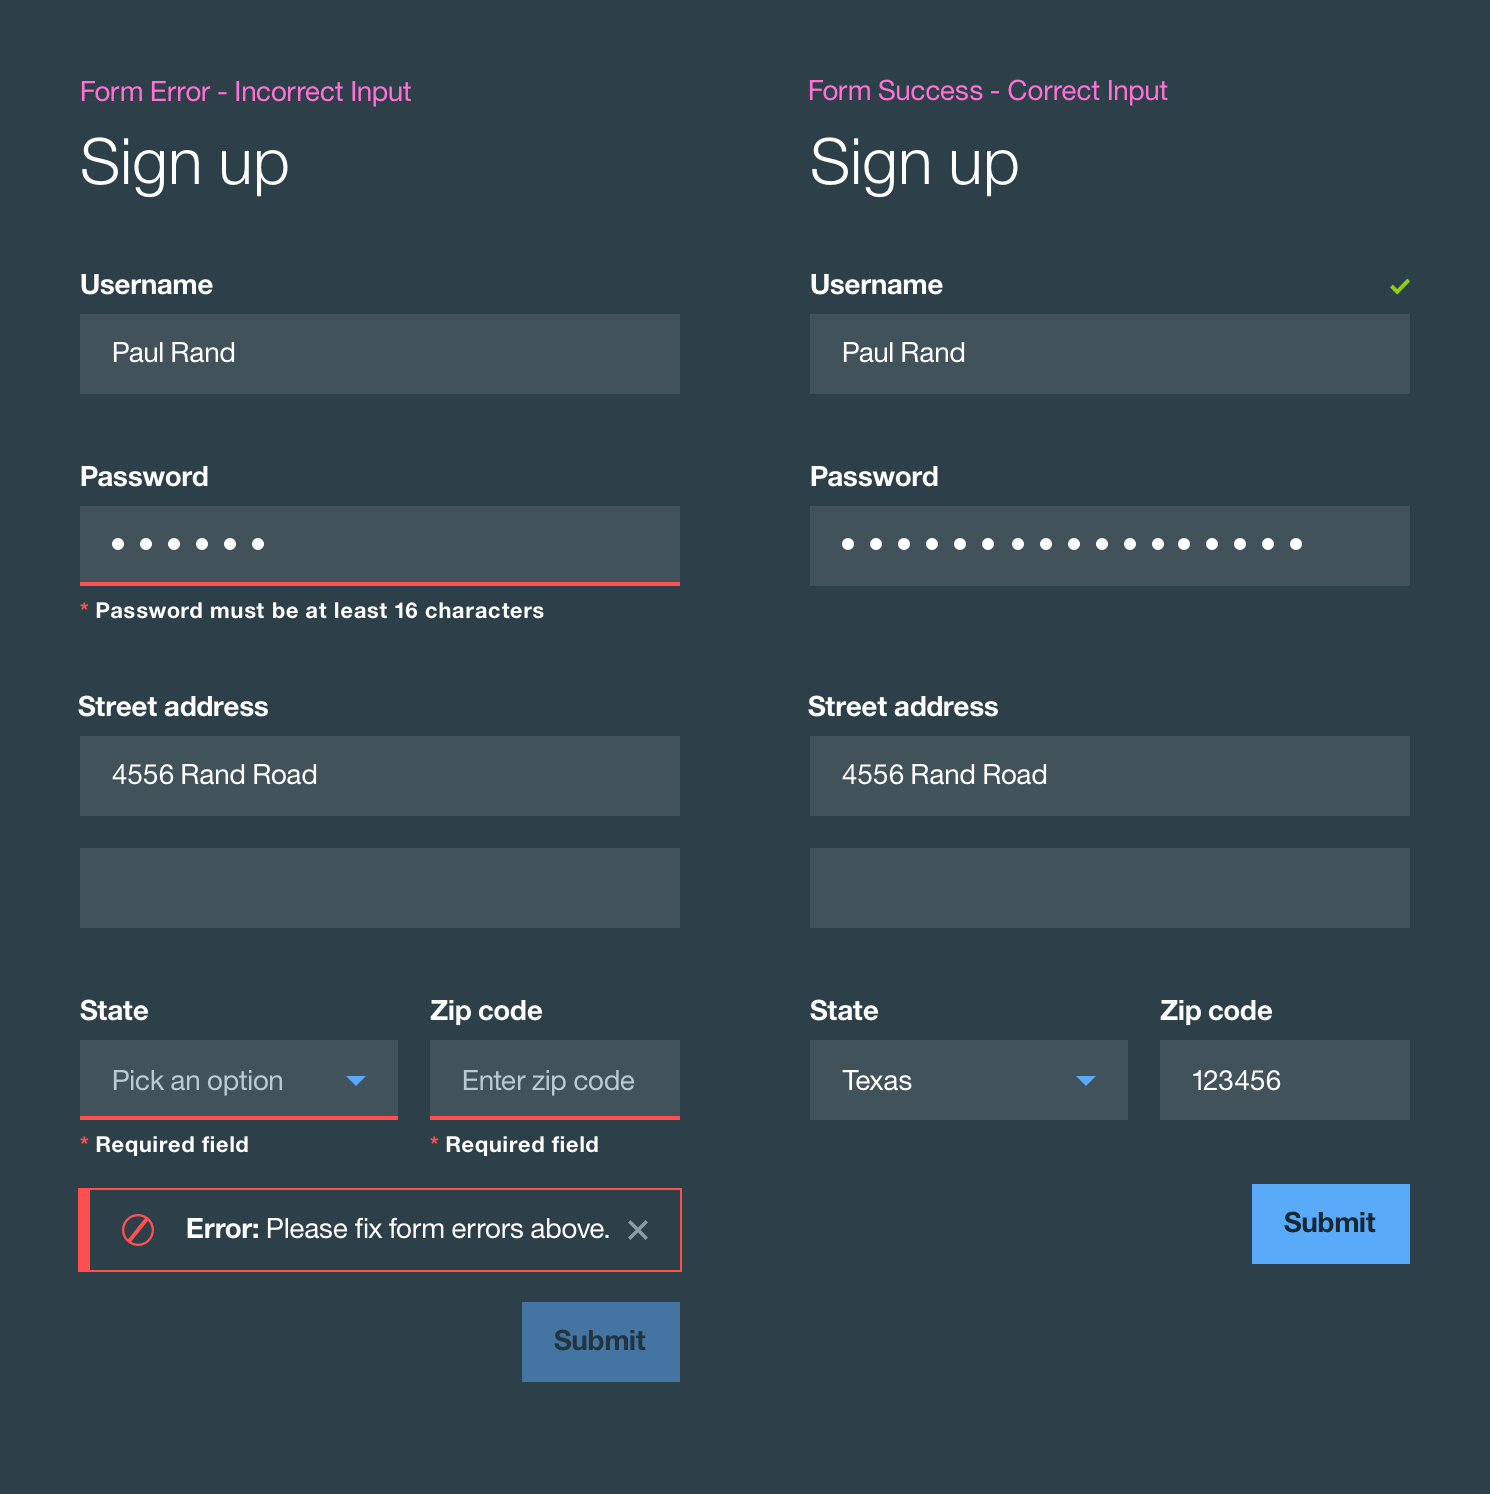 Form Error - Incorrect Input
Sign up
Username
Paul Rand
Password
* Password must be at least 16 characters
Street address
4556 Rand Road
State
Zip code
Pick an option
Enter zip code
* Required field
* Required field
Error: Please fix form errors above.
Submit
Form Success - Correct Input
Sign up
Username
Paul Rand
Password
Street address
4556 Rand Road
State
Zip code
Texas
123456
Submit